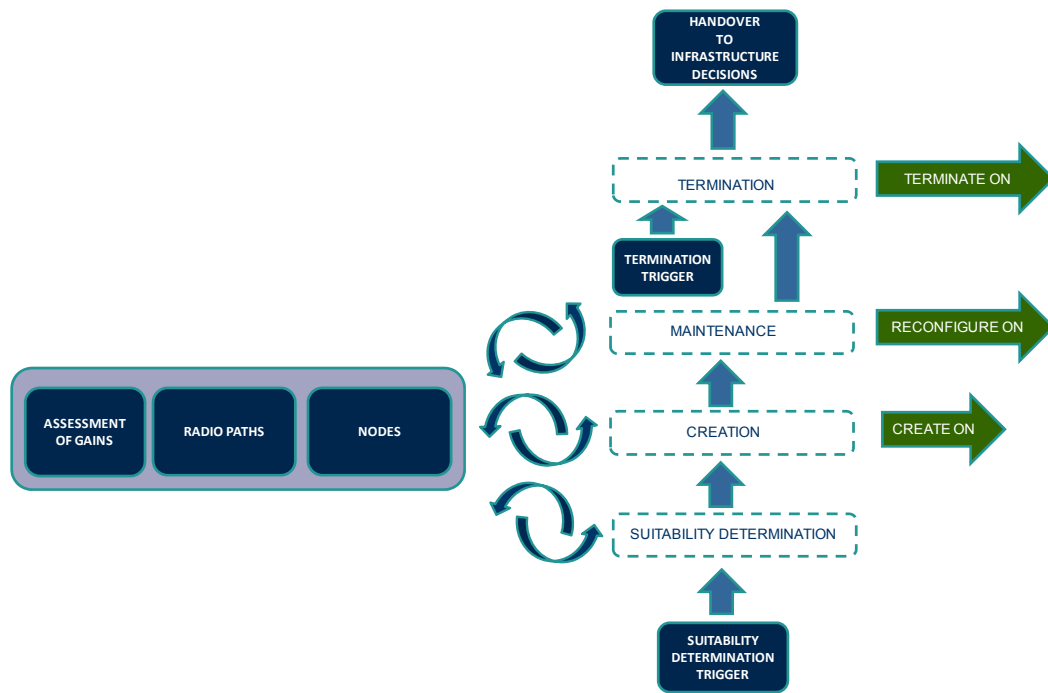 HANDOVER
TO
INFRASTRUCTURE
DECISIONS
TERMINATION
TERMINATE ON
TERMINATION
TRIGGER
MAINTENANCE
RECONFIGURE ON
ASSESSMENT
OF GAINS
RADIO PATHS
NODES
CREATION
CREATE ON
SUITABILITY DETERMINATION
SUITABILITY
DETERMINATION
TRIGGER